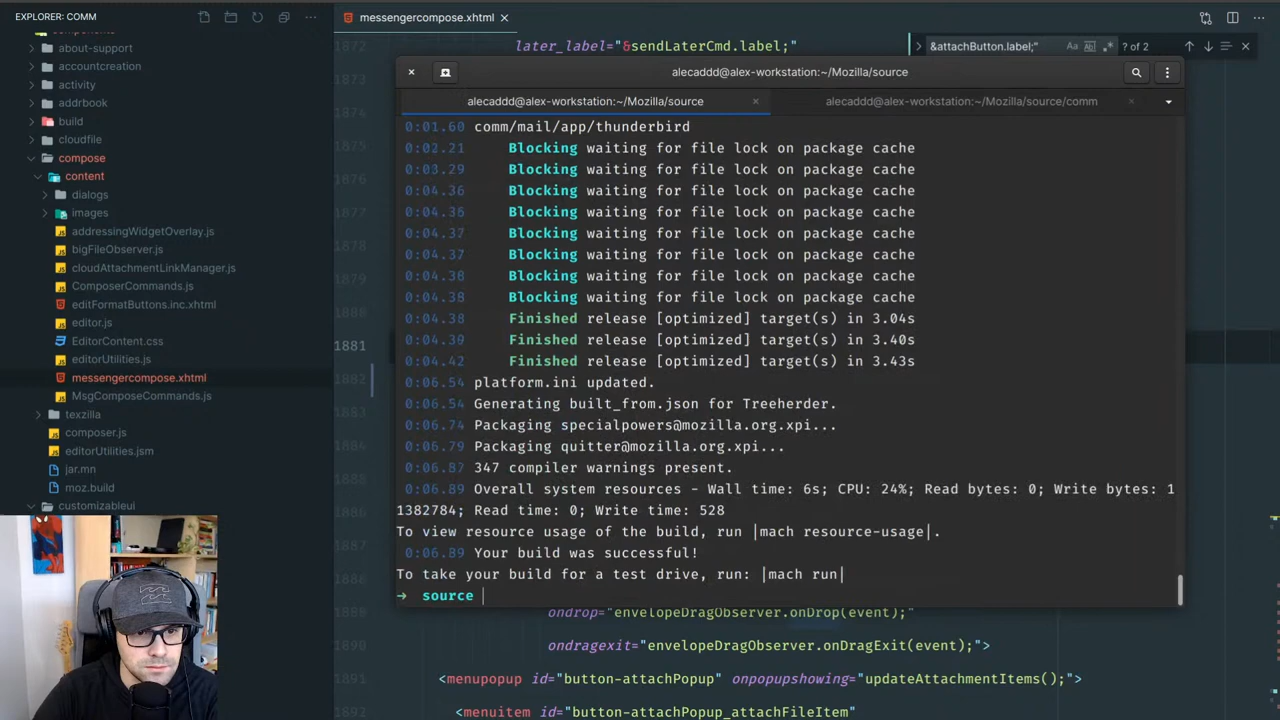 EXPLORER: COMM
messengercompose.xhtml
about-support
accountcreation
activity
addrbook
build
cloudfile
compose
content
dialogs
images
addressingWidgetOverlay.js
bigFileObserver.js
cloudAttachmentLinkManager.js
ComposerCommands.js
editFormatButtons.inc.xhtml
editor.js
EditorContent.css
editorUtilities.js
messengercompose.xhtml
MsgComposeCommands.js
texzilla
composer.js
editorUtilities.jsm
jar.mn
moz.build
customizableui
later_label="&sendLaterCmd.label;"
&attachButton.label;"
Aa
? of 2
alecaddd@alex-workstation:~/Mozilla/source
alecaddd@alex-workstation:~/Mozilla/source
alecaddd@alex-workstation:~/Mozilla/source/comm
0:01.60 comm/mail/app/thunderbird
0:02.21 Blocking waiting for file lock on package cache
0:03.29 Blocking waiting for file lock on package cache
0:04.36 Blocking waiting for file lock on package cache
0:04.36 Blocking waiting for file lock on package cache
0:04.37 Blocking waiting for file lock on package cache
0:04.37 Blocking waiting for file lock on package cache
0:04.38 Blocking waiting for file lock on package cache
0:04.38 Blocking waiting for file lock on package cache
0:04.38 Finished release [optimized] target(s) in 3.04s
0:04.39 Finished release [optimized] target(s) in 3.40s
0:04.42 Finished release [optimized] target(s) in 3.43s
0:06.54 platform.ini updated.
0:06.54 Generating built_from.json for Treeherder.
0:06.74 Packaging specialpowers@mozilla.org.xpi...
0:06.79 Packaging quitter@mozilla.org.xpi...
0:06.87 347 compiler warnings present.
0:06.89 Overall system resources - Wall time: 6s; CPU: 24%; Read bytes: 0; Write bytes: 1
1382784; Read time: 0; Write time: 528
To view resource usage of the build, run |mach resource-usage|.
0:06.89 Your build was successful!
To take your build for a test drive, run: |mach run|
→ source
1872
1873
1881
1882
ondrop="envelopeDragObserver.onDrop(event);"
ondragexit="envelopeDragObserver.onDragExit(event);">
1891 <menupopup id="button-attachPopup" onpopupshowing="updateAttachmentItems();">
1892 <menuitem id="button-attachPopup_attachFileItem"